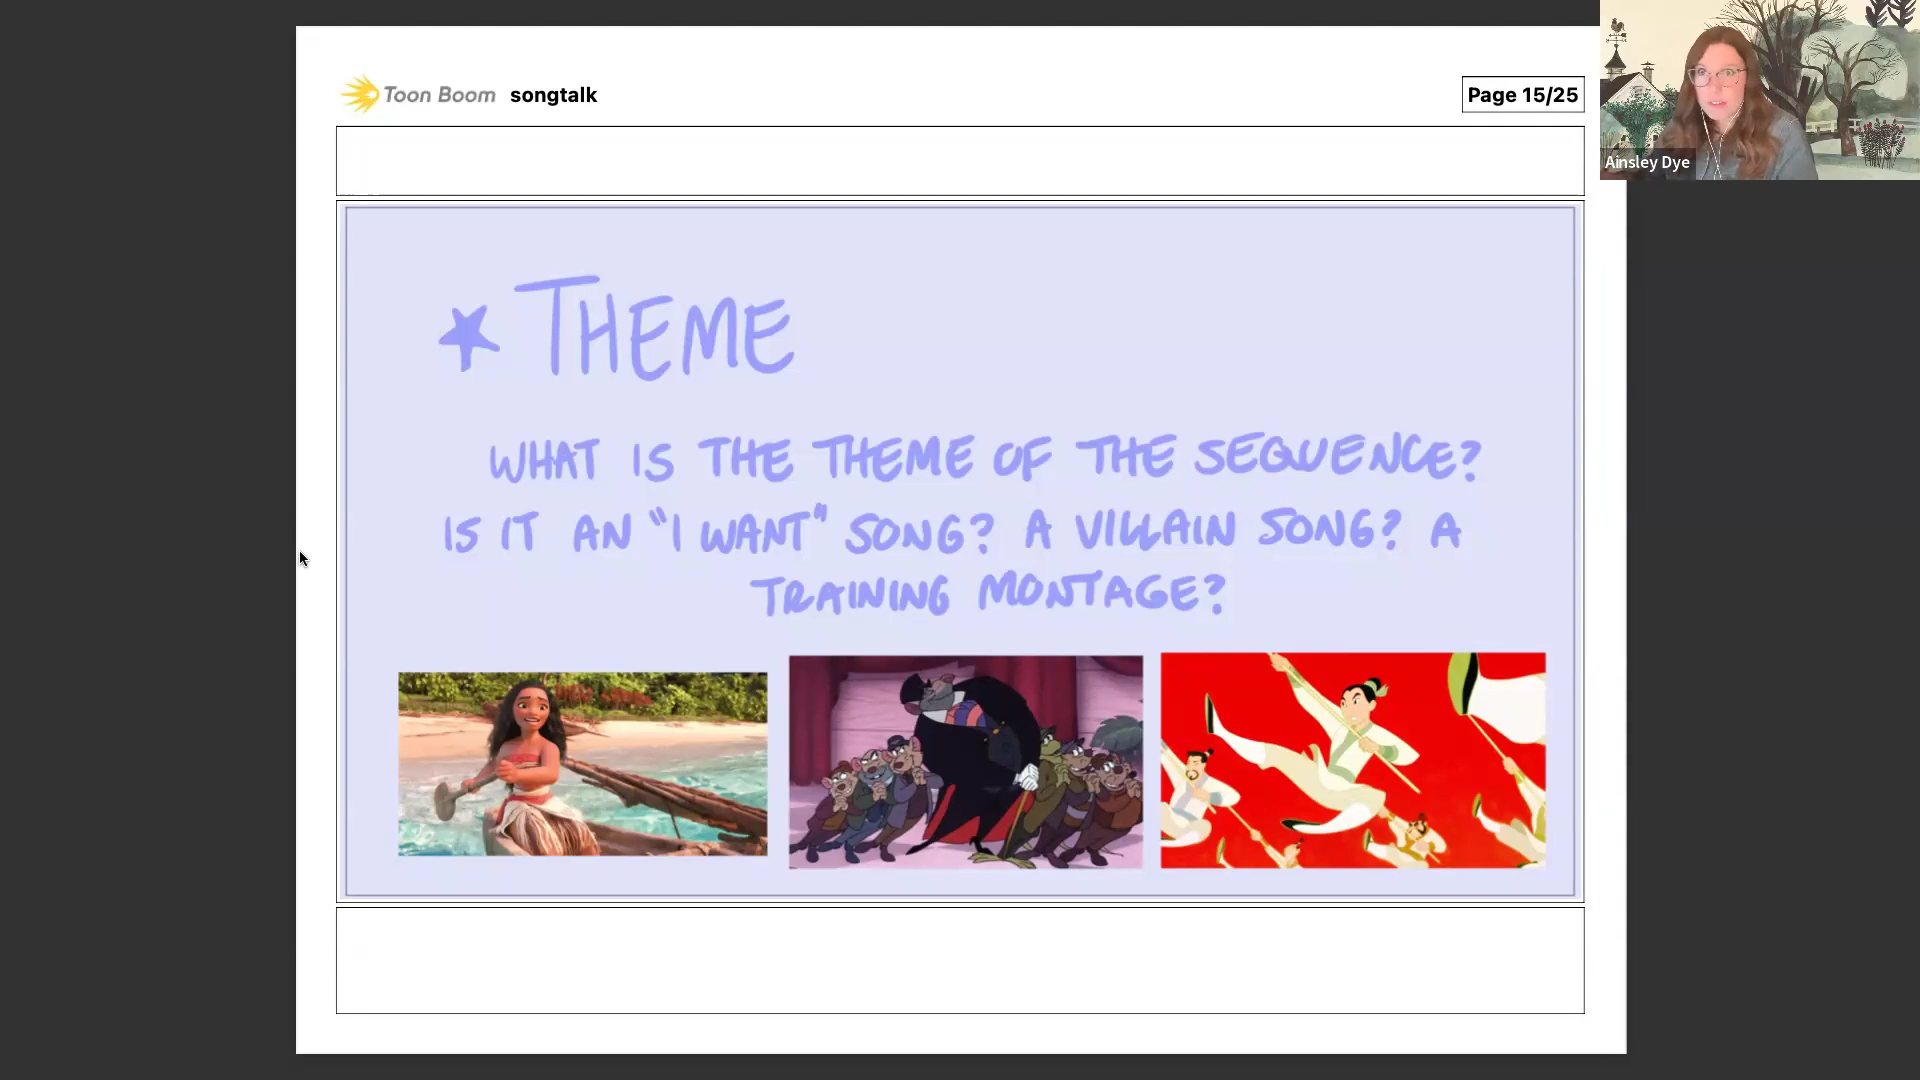 Toon Boom songtalk
Page 15/25
Ainsley Dye
THEME
WHAT IS THE THEME OF THE SEQUENCE?
IS IT AN "I WANT" SONG? A VILLAIN SONG? A
TRAINING MONTAGE?